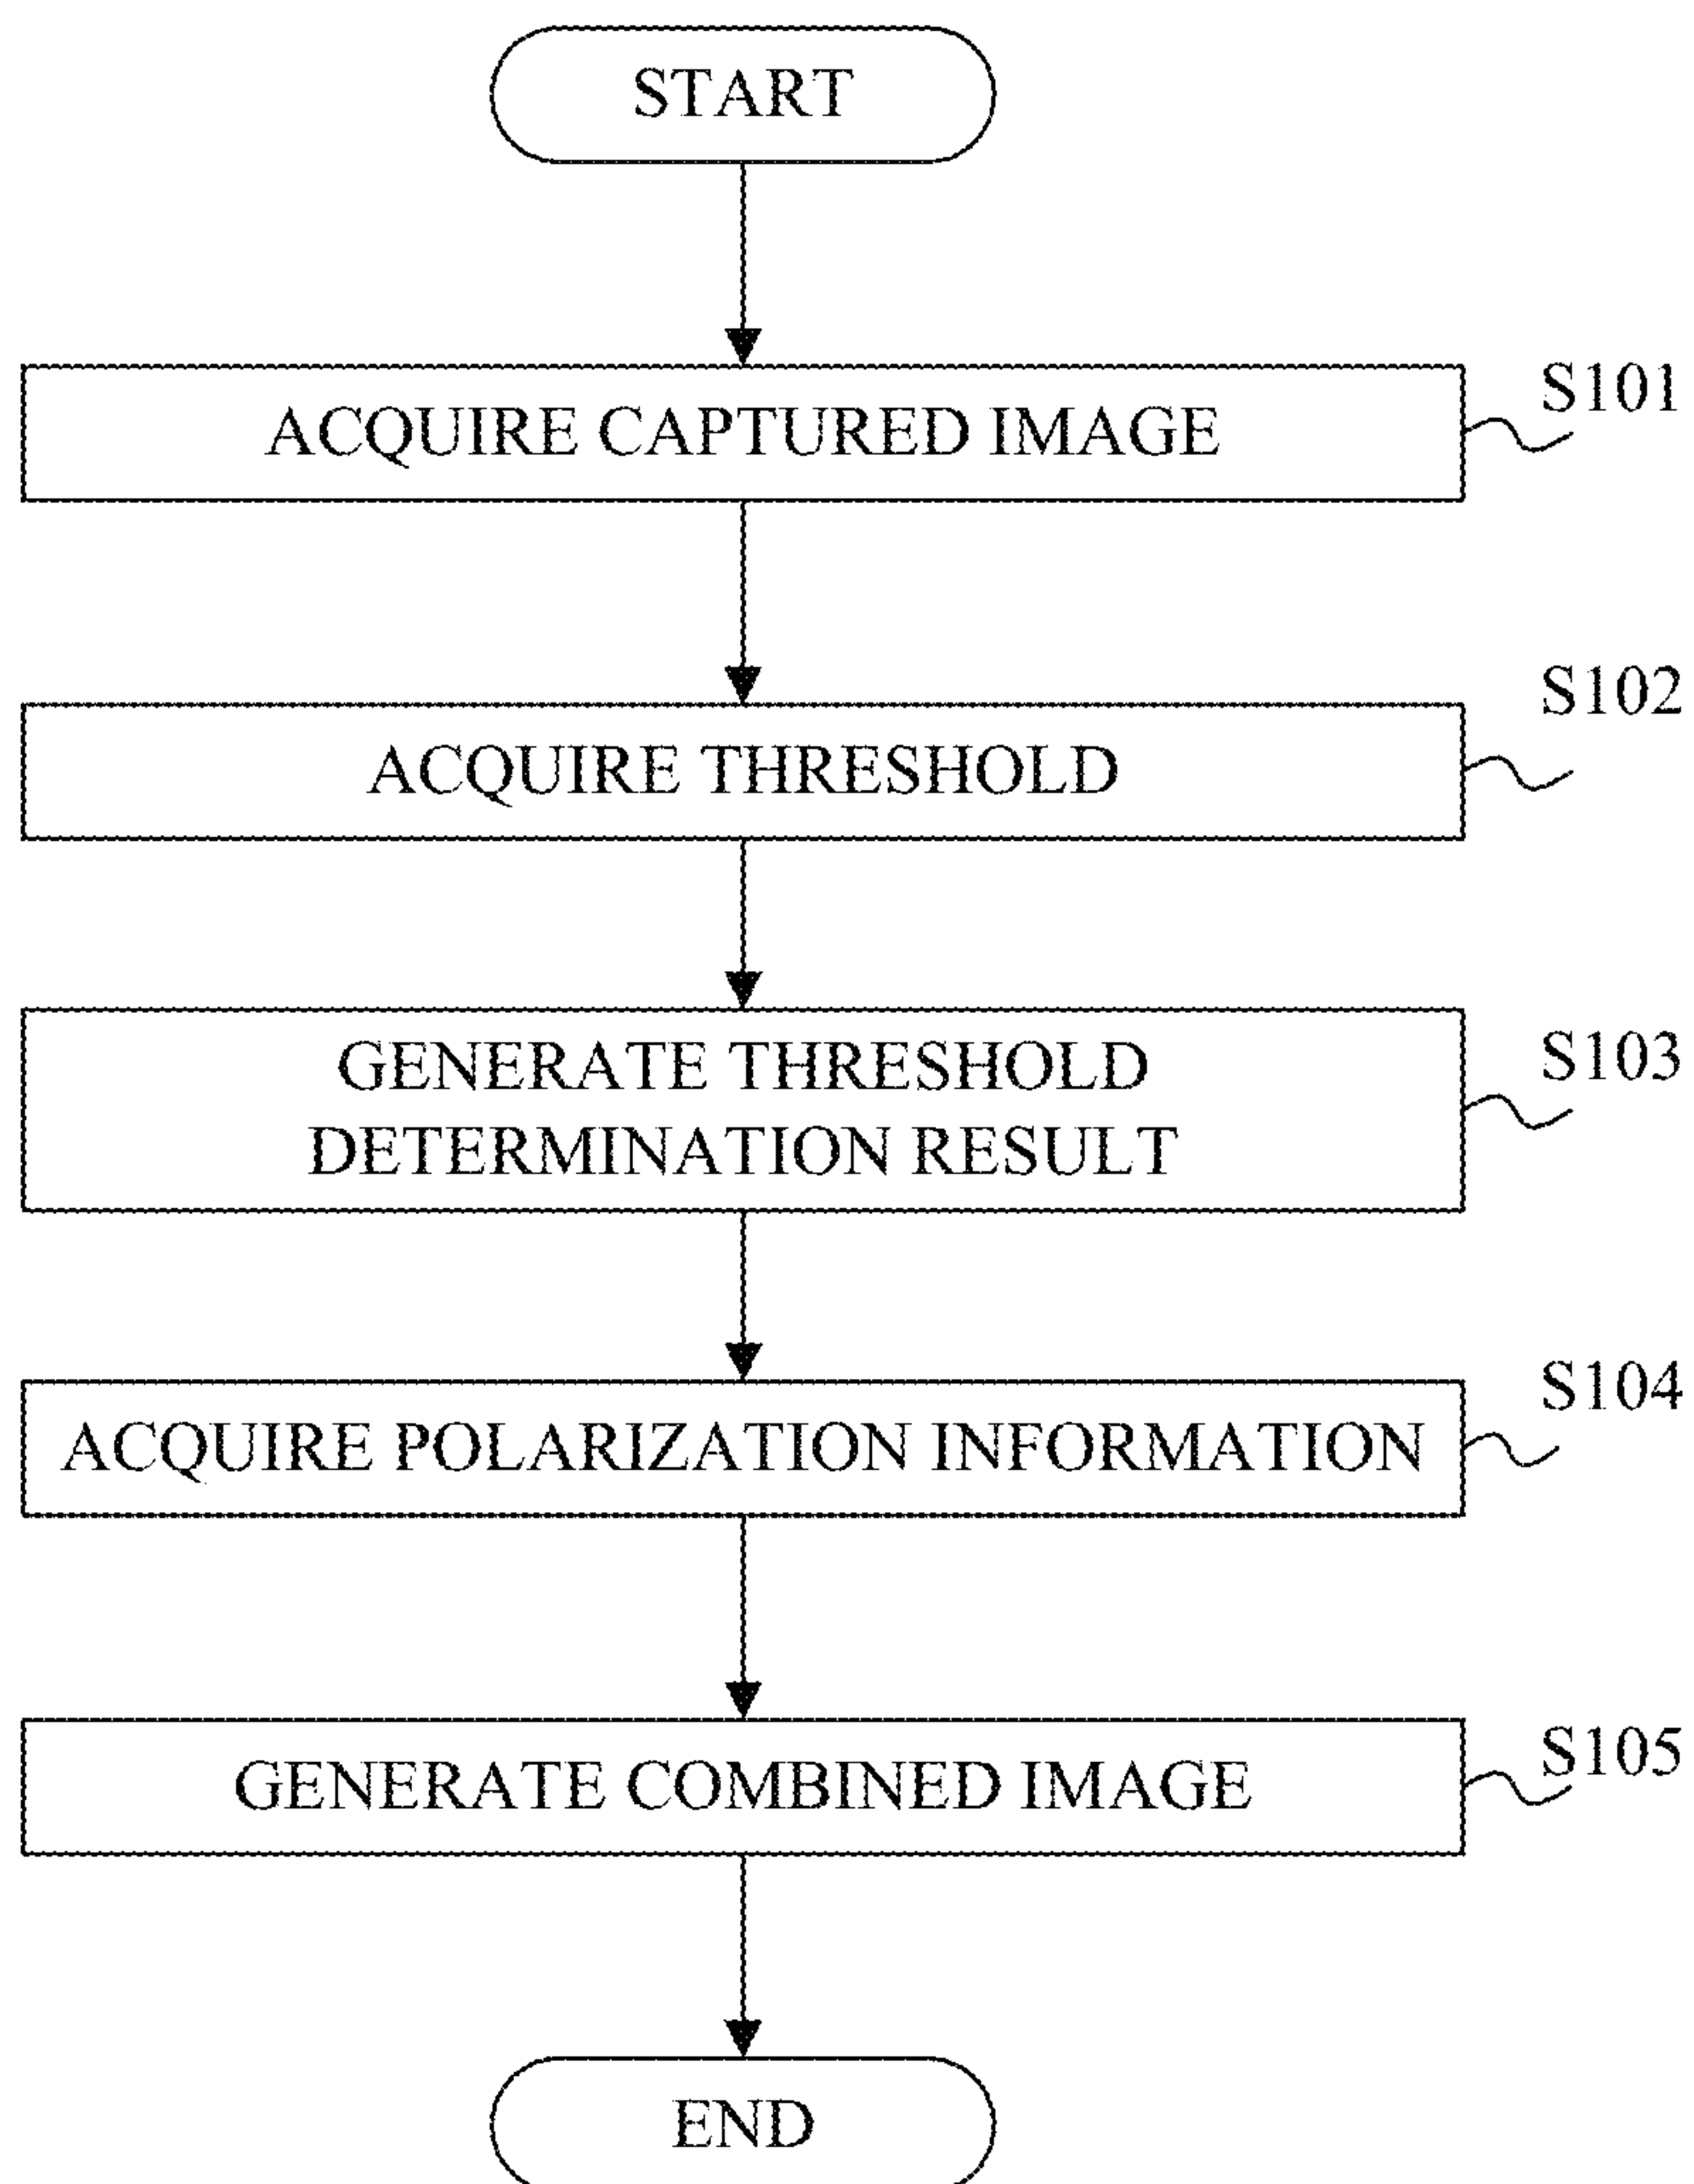 START
ACQUIRE CAPTURED IMAGE
S101
ACQUIRE THRESHOLD
S102
GENERATE THRESHOLD
DETERMINATION RESULT
S103
ACQUIRE POLARIZATION INFORMATION
S104
GENERATE COMBINED IMAGE
S105
END